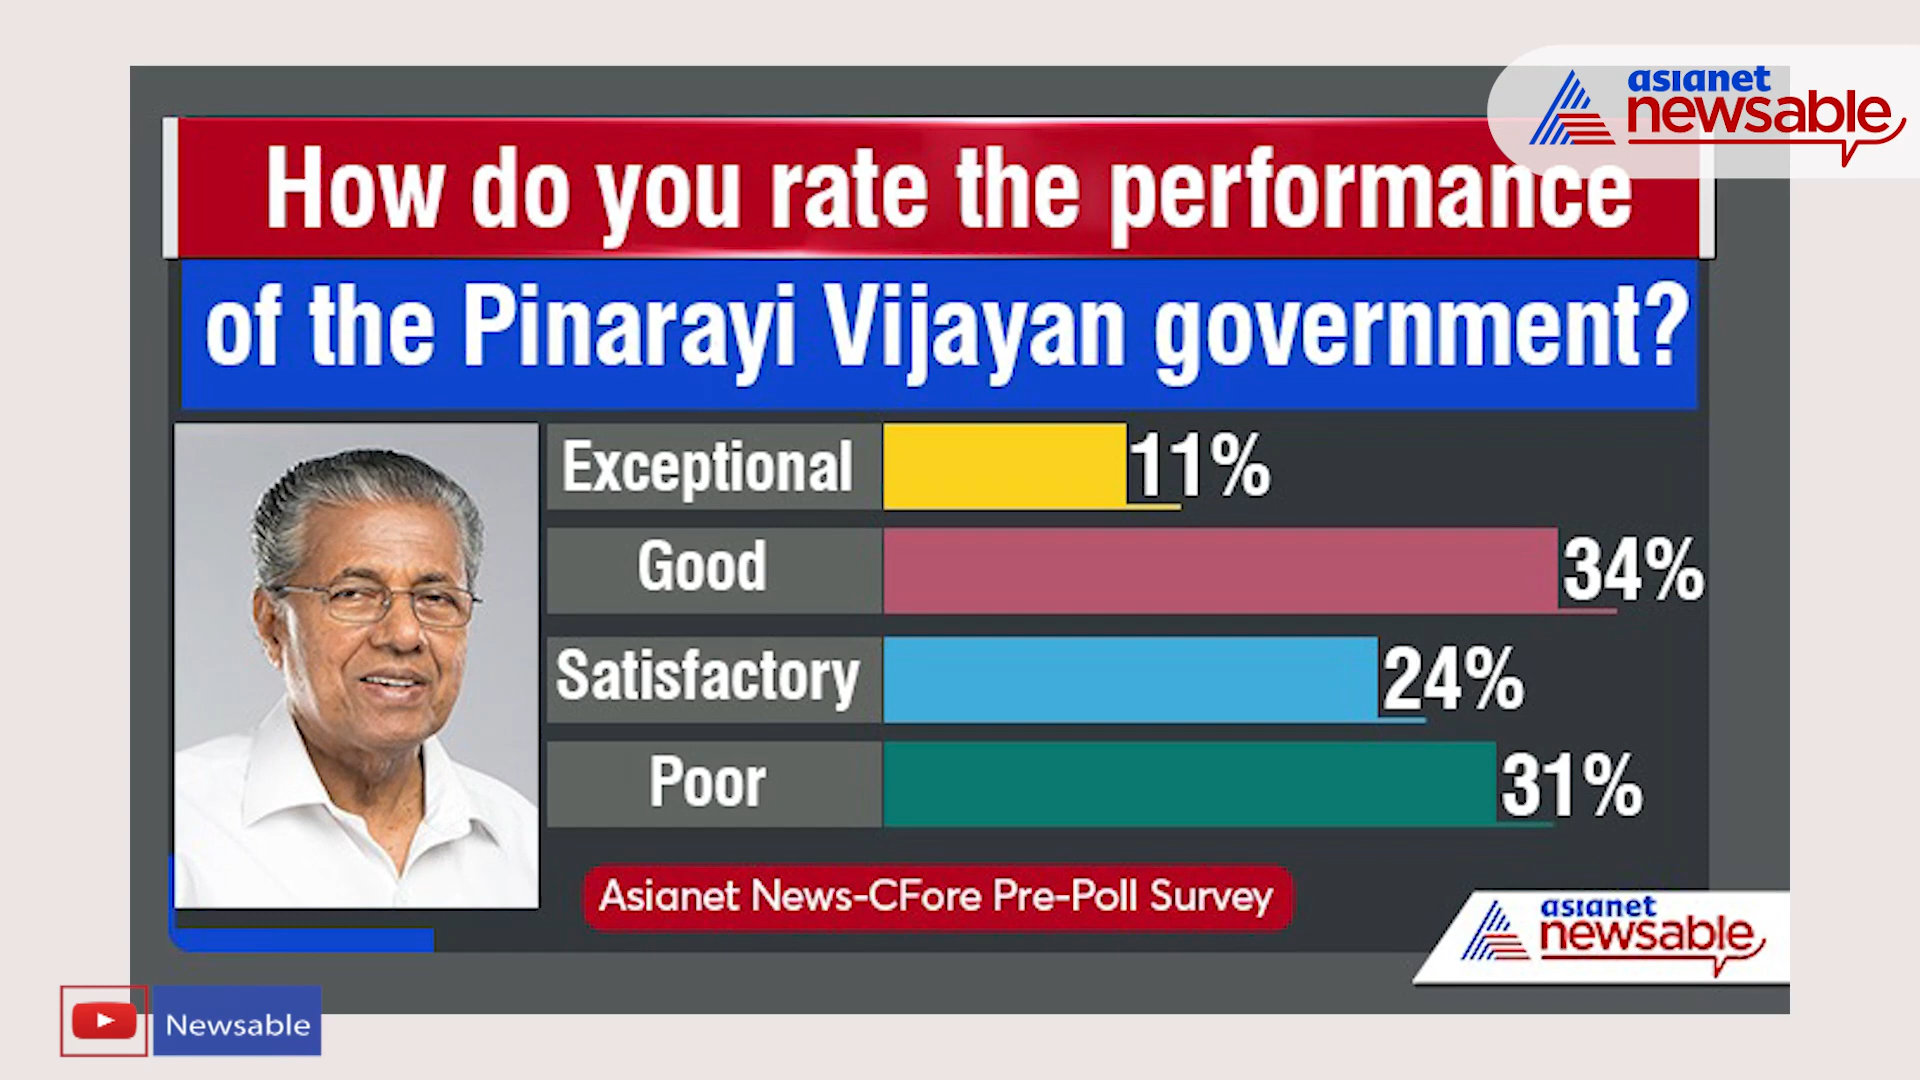 asianet
newsable
How do you rate the performance
of the Pinarayi Vijayan government?
Exceptional 11%
Good 34%
Satisfactory 24%
Poor 31%
Asianet News-CFore Pre-Poll Survey
asianet
newsable
Newsable